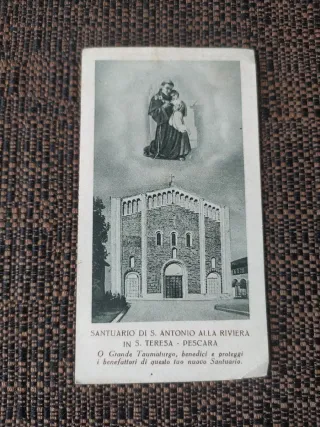 SANTUARIO DI S. ANTONIO ALLA RIVIERA
IN S. TERESA - PESCARA
O Grande Taumaturgo, benedici e proteggi
i benefattori di questo tuo nuovo Santuario.